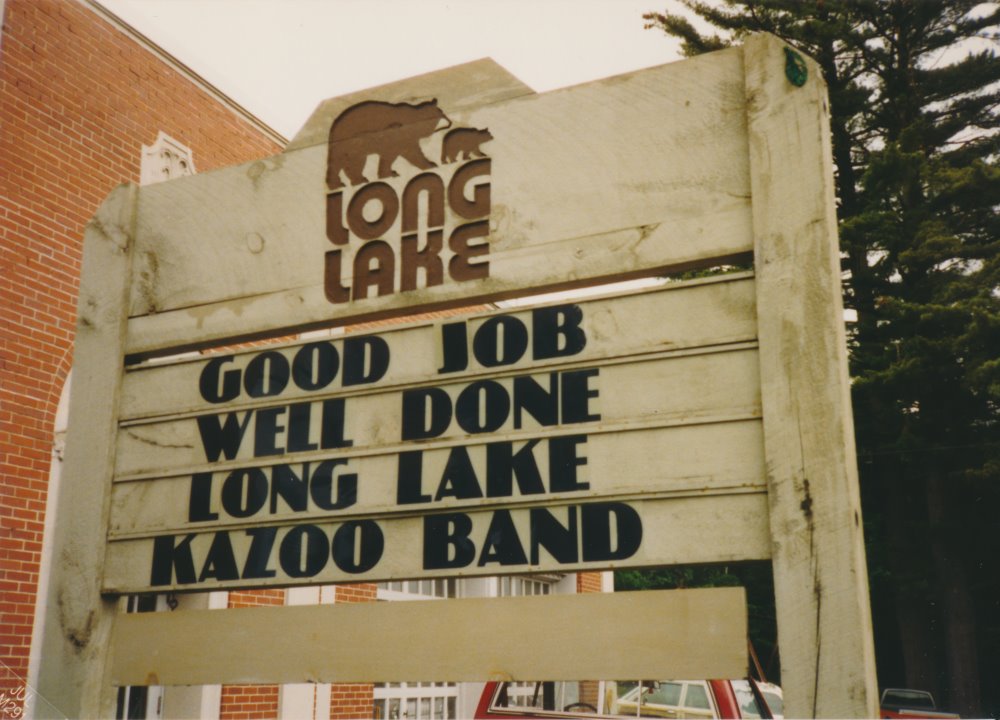 LONG
LAKE
GOOD JOB
WELL DONE
LONG LAKE
KAZOO BAND